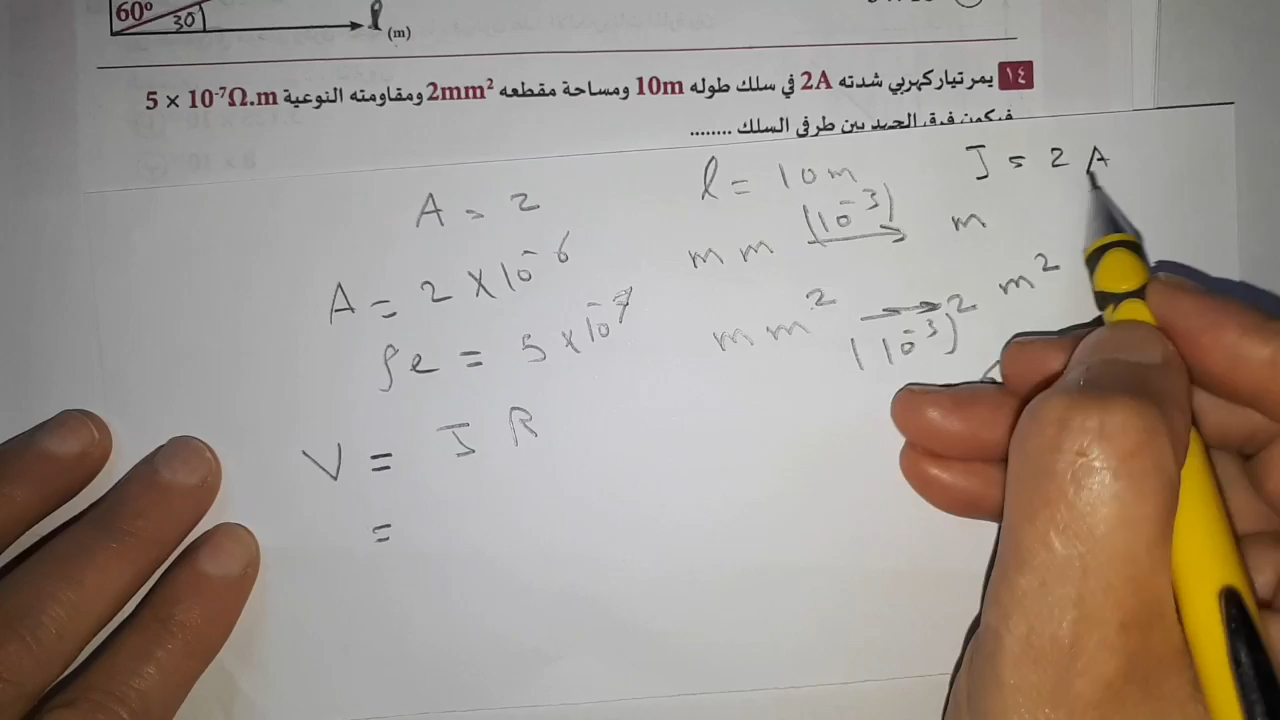 60º 30 ℓ (m)
١٤ يمر تيار كهربي شدته 2A في سلك طوله 10m ومساحة مقطعه 2mm² ومقاومته النوعية 5 × 10⁻⁷Ω.m
فيكون فرق الجهد بين طرفي السلك ........
A = 2 ℓ = 10m I = 2 A
mm (10⁻³) m
A = 2 × 10⁻⁶
mm² (10⁻³)² m²
ρe = 5 × 10⁻⁷
V = I R
=